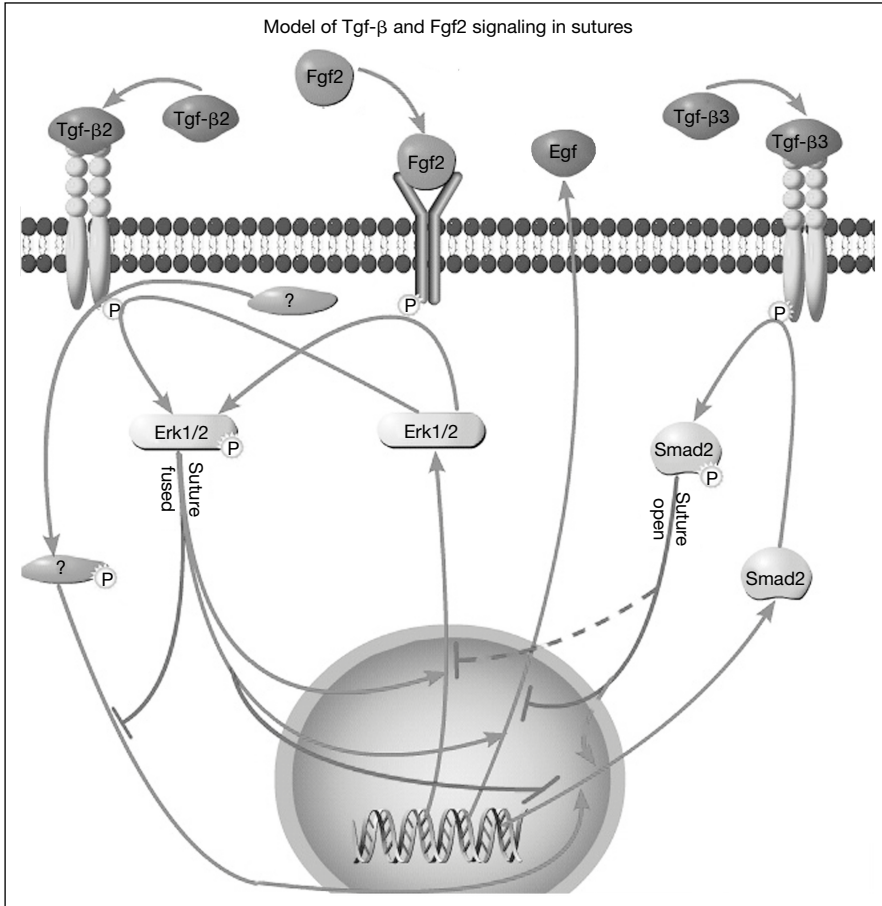 Model of Tgf-β and Fgf2 signaling in sutures
Fgf2
Tgf-β2
Tgf-β2
Tgf-β3
Tgf-β3
Fgf2
Egf
?
P
P
P
Erk1/2
P
Erk1/2
Smad2
P
Suture
fused
Suture
open
?
P
Smad2